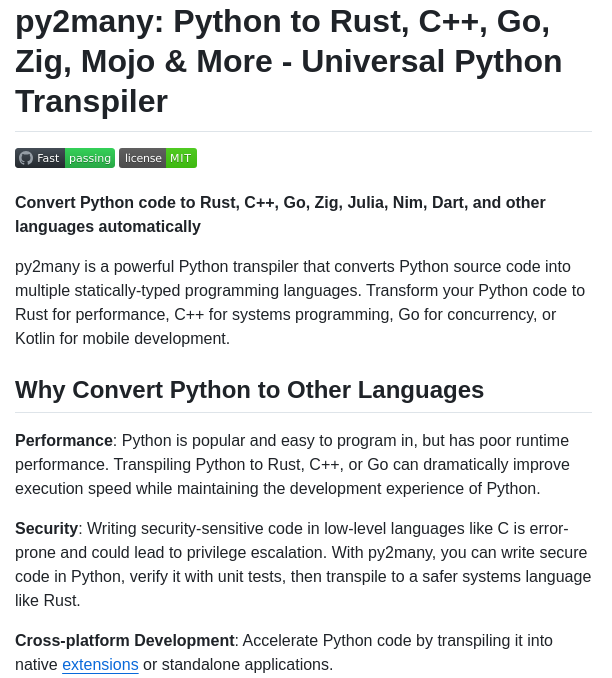 py2many: Python to Rust, C++, Go,
Zig, Mojo & More - Universal Python
Transpiler
Fast passing license MIT
Convert Python code to Rust, C++, Go, Zig, Julia, Nim, Dart, and other
languages automatically
py2many is a powerful Python transpiler that converts Python source code into
multiple statically-typed programming languages. Transform your Python code to
Rust for performance, C++ for systems programming, Go for concurrency, or
Kotlin for mobile development.
Why Convert Python to Other Languages
Performance: Python is popular and easy to program in, but has poor runtime
performance. Transpiling Python to Rust, C++, or Go can dramatically improve
execution speed while maintaining the development experience of Python.
Security: Writing security-sensitive code in low-level languages like C is error-
prone and could lead to privilege escalation. With py2many, you can write secure
code in Python, verify it with unit tests, then transpile to a safer systems language
like Rust.
Cross-platform Development: Accelerate Python code by transpiling it into
native extensions or standalone applications.